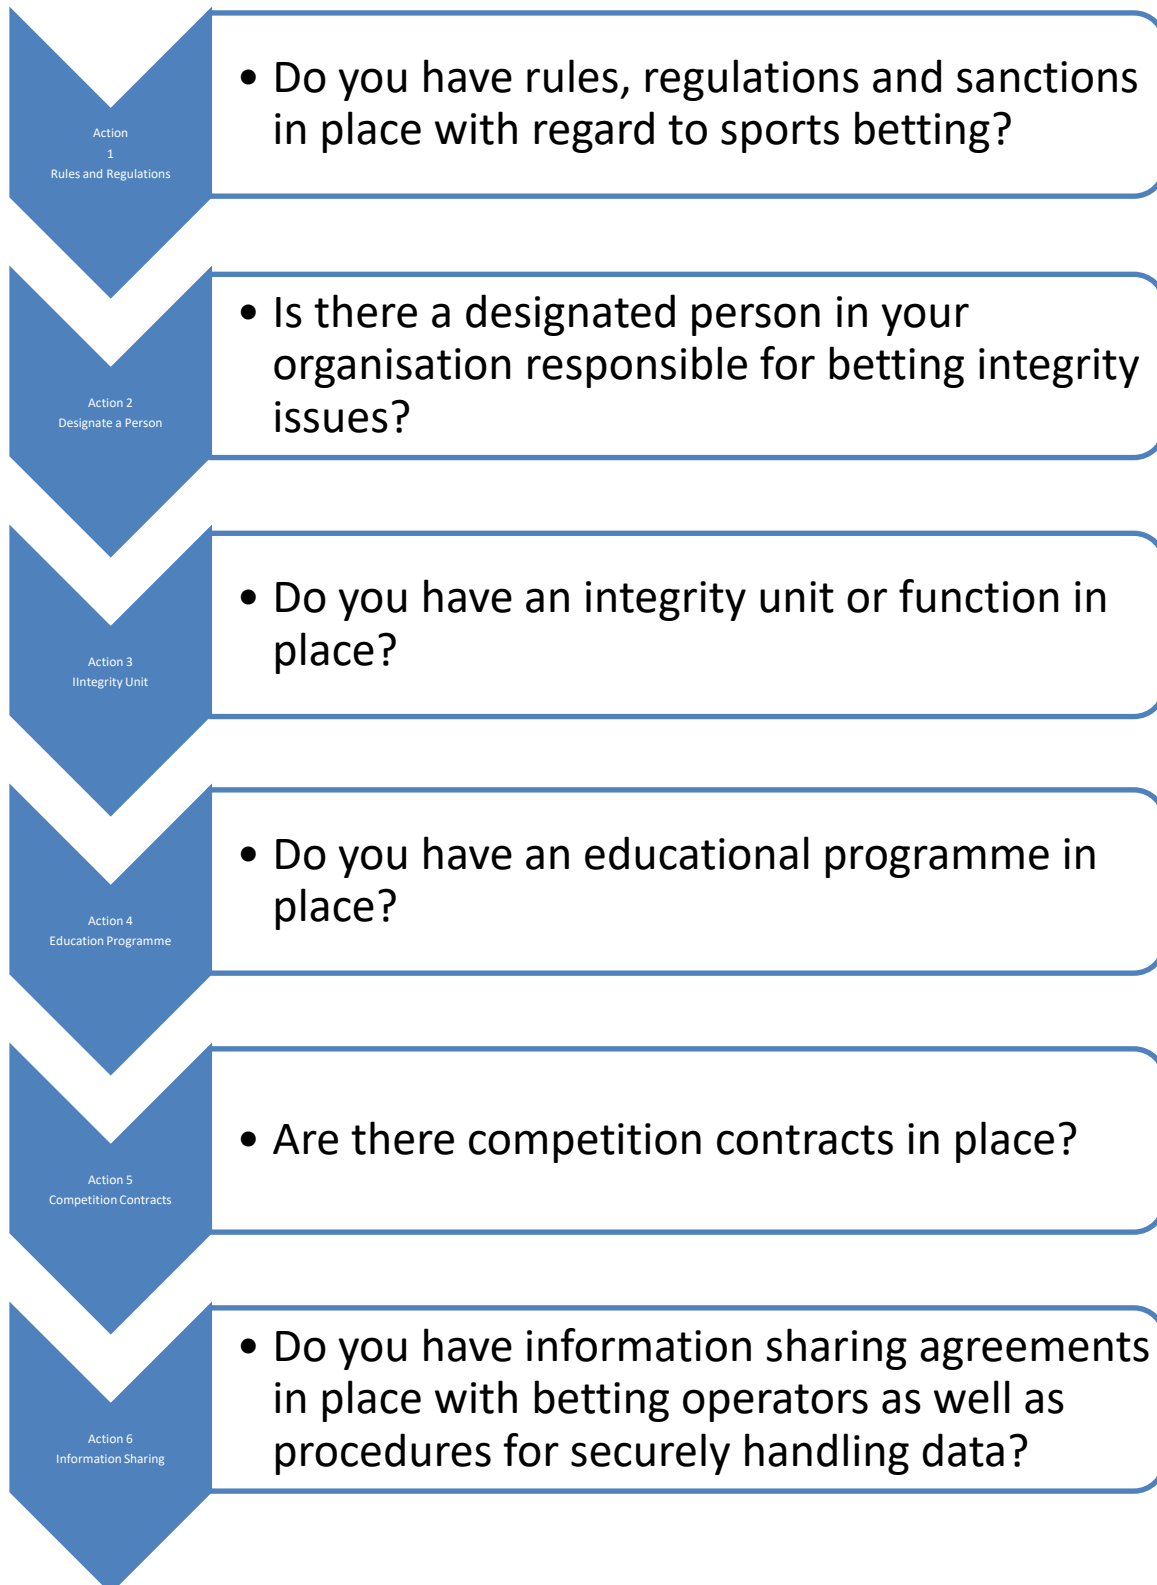 Action
1
Rules and Regulations
• Do you have rules, regulations and sanctions
in place with regard to sports betting?
Action 2
Designate a Person
• Is there a designated person in your
organisation responsible for betting integrity
issues?
Action 3
IIntegrity Unit
• Do you have an integrity unit or function in
place?
Action 4
Education Programme
• Do you have an educational programme in
place?
Action 5
Competition Contracts
• Are there competition contracts in place?
Action 6
Information Sharing
• Do you have information sharing agreements
in place with betting operators as well as
procedures for securely handling data?